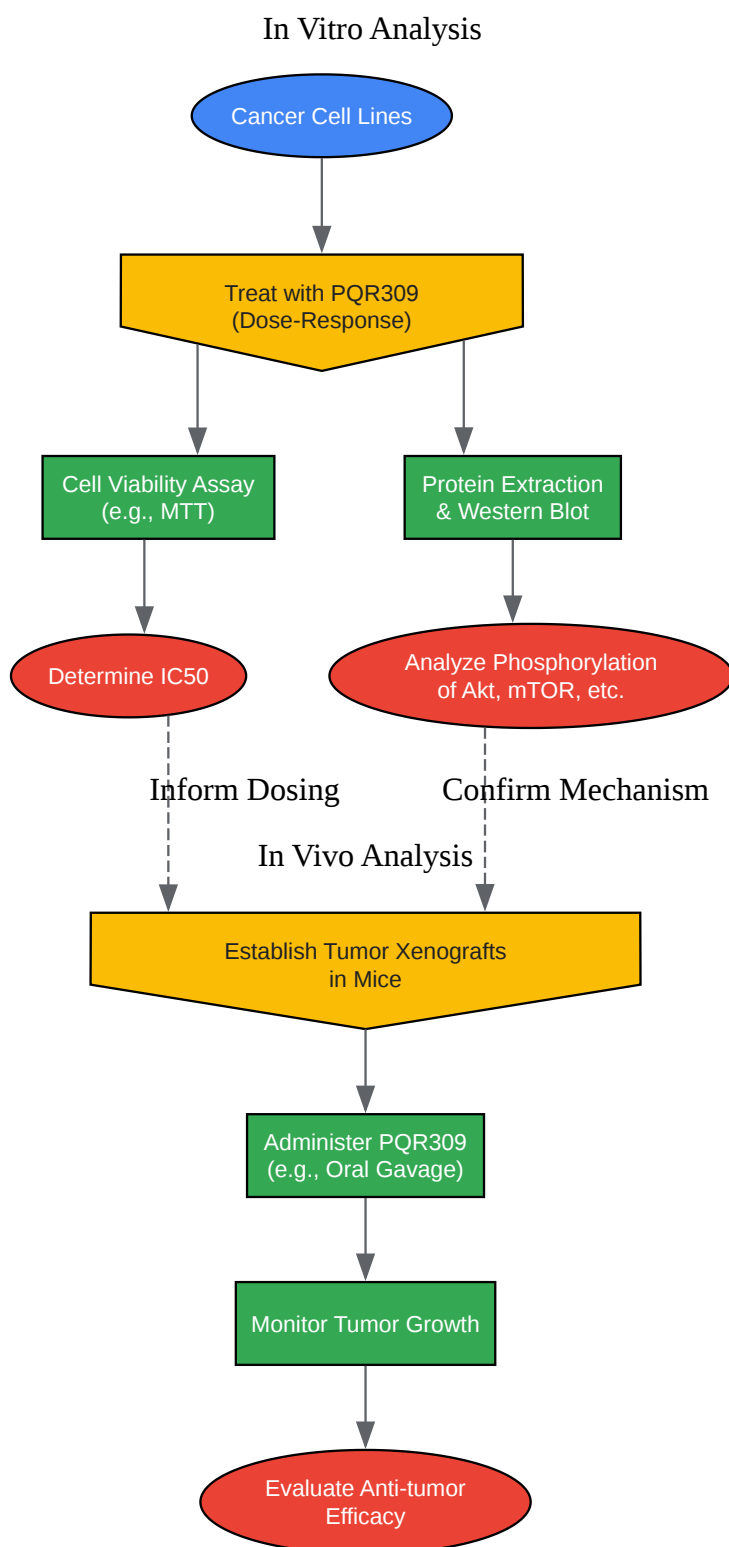 In Vitro Analysis
Cancer Cell Lines
Treat with PQR309
(Dose-Response)
Cell Viability Assay
(e.g., MTT)
Protein Extraction
& Western Blot
Determine IC50
Analyze Phosphorylation
of Akt, mTOR, etc.
Inform Dosing
Confirm Mechanism
In Vivo Analysis
Establish Tumor Xenografts
in Mice
Administer PQR309
(e.g., Oral Gavage)
Monitor Tumor Growth
Evaluate Anti-tumor
Efficacy